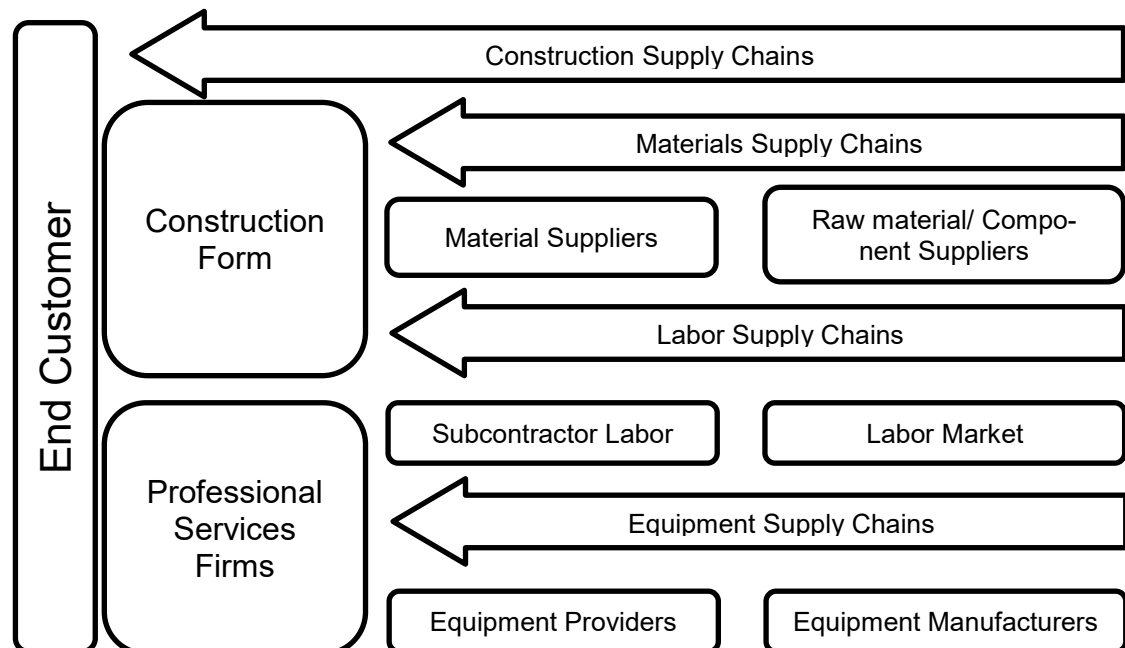 End Customer
Construction Supply Chains
Construction
Form
Materials Supply Chains
Material Suppliers
Raw material/ Compo-
nent Suppliers
Labor Supply Chains
Professional
Services
Firms
Subcontractor Labor
Labor Market
Equipment Supply Chains
Equipment Providers
Equipment Manufacturers